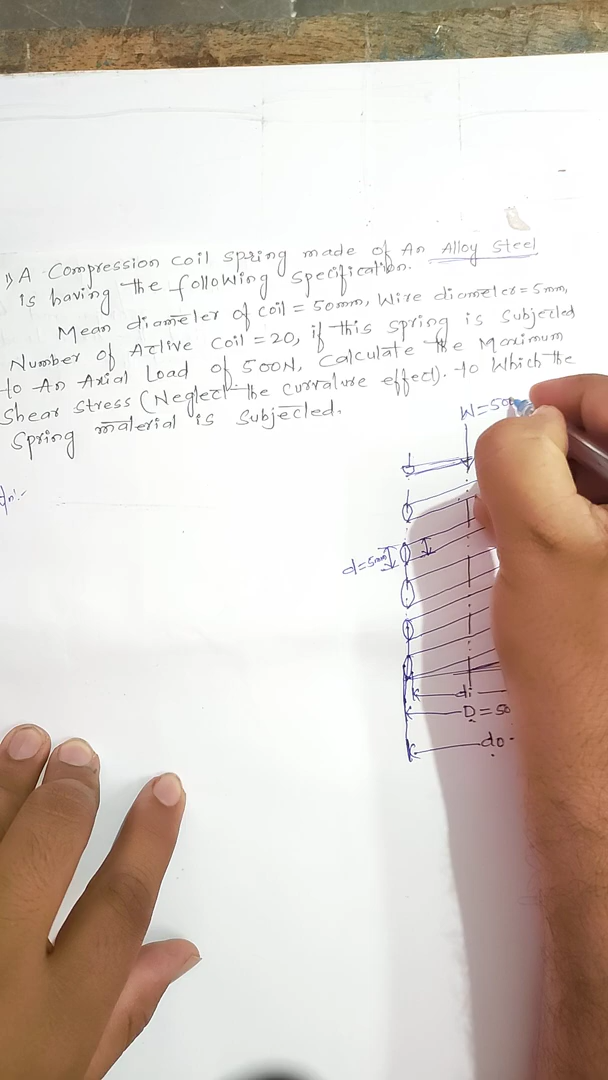 1) A Compression coil spring made of An Alloy Steel
is having the following specification.
Mean diameter of coil = 50mm, Wire diameter = 5mm,
Number of Active coil = 20, if this spring is Subjected
to An Axial Load of 500N, Calculate the Maximum
Shear Stress (Neglect the curvature effect). to Which the
Spring material is Subjected.
W=500
d=5mm
di
D=50
do